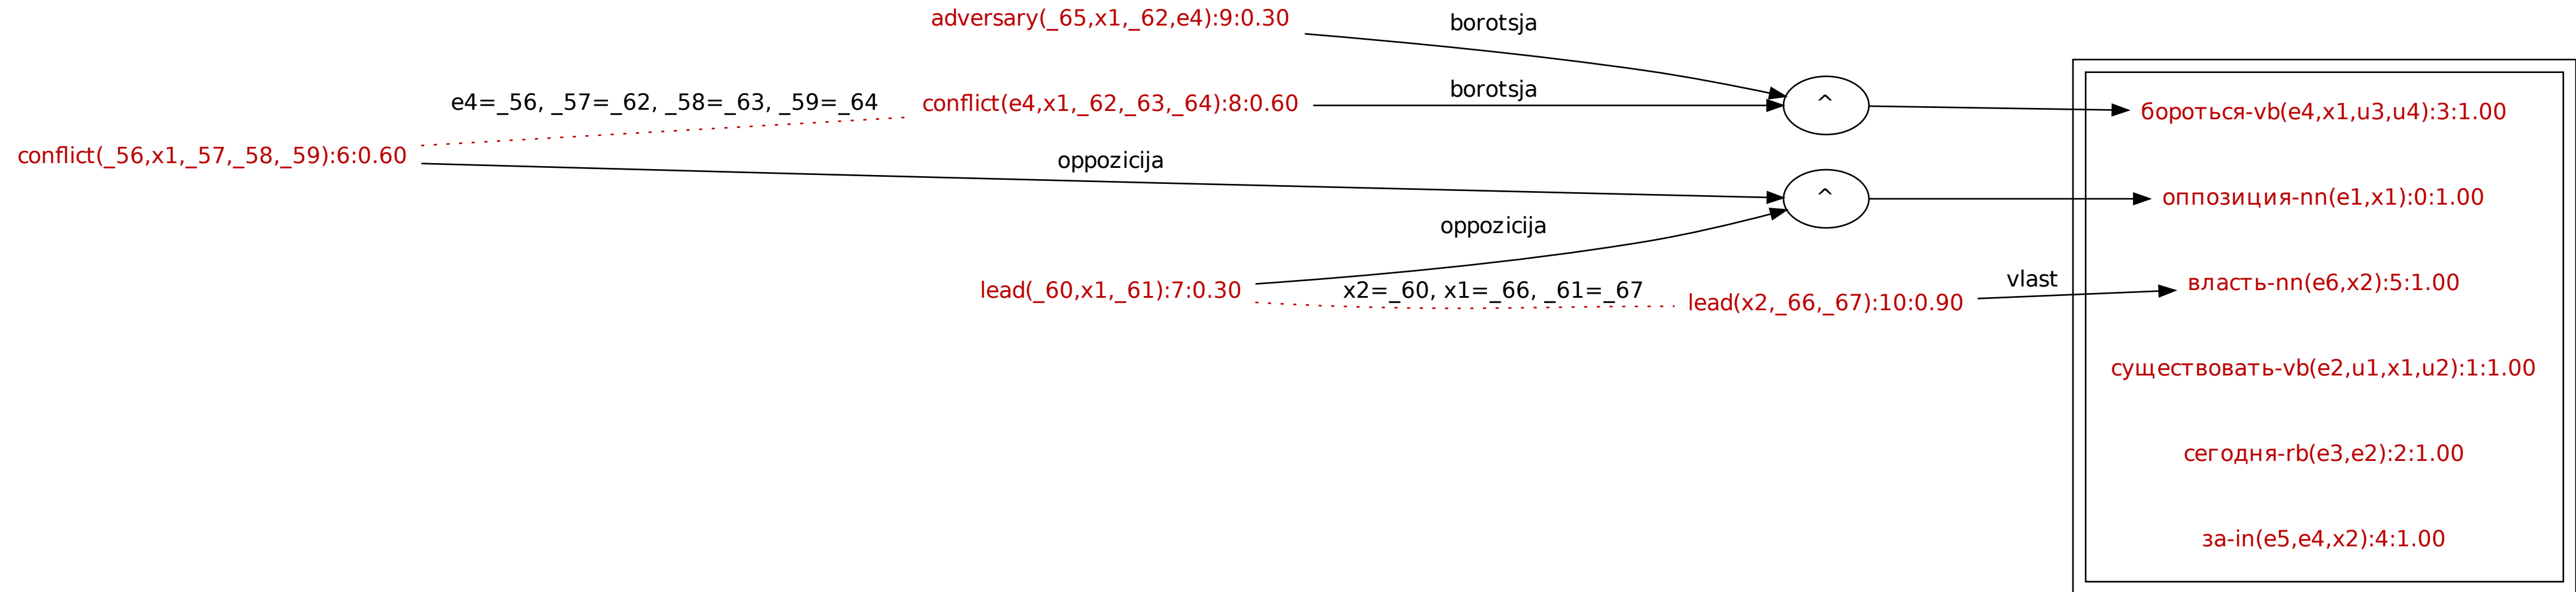 adversary(_65,x1,_62,e4):9:0.30
borotsja
e4=_56, _57=_62, _58=_63, _59=_64
conflict(e4,x1,_62,_63,_64):8:0.60
borotsja
^
бороться-vb(e4,x1,u3,u4):3:1.00
conflict(_56,x1,_57,_58,_59):6:0.60
oppozicija
^
оппозиция-nn(e1,x1):0:1.00
oppozicija
lead(_60,x1,_61):7:0.30
x2=_60, x1=_66, _61=_67
lead(x2,_66,_67):10:0.90
vlast
власть-nn(e6,x2):5:1.00
существовать-vb(e2,u1,x1,u2):1:1.00
сегодня-rb(e3,e2):2:1.00
за-in(e5,e4,x2):4:1.00